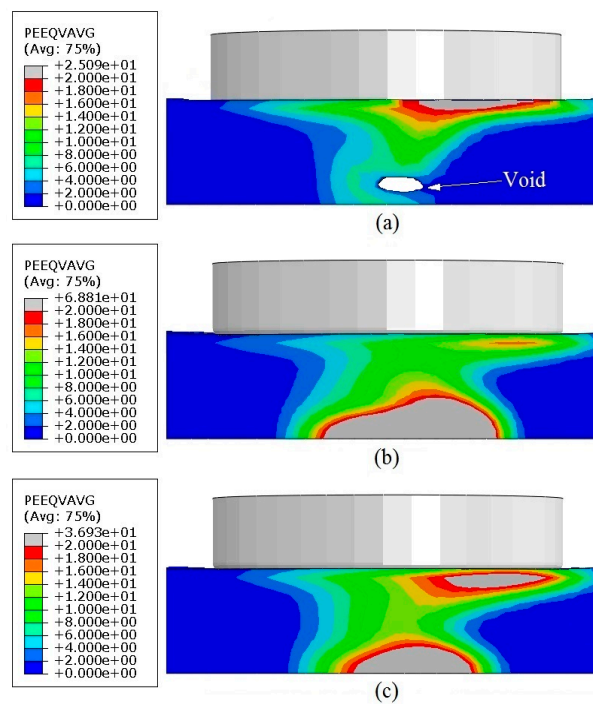 PEEQVAVG
(Avg: 75%)
+2.509e+01
+2.000e+01
+1.800e+01
+1.600e+01
+1.400e+01
+1.200e+01
+1.000e+01
+8.000e+00
+6.000e+00
+4.000e+00
+2.000e+00
+0.000e+00
Void
(a)
PEEQVAVG
(Avg: 75%)
+6.881e+01
+2.000e+01
+1.800e+01
+1.600e+01
+1.400e+01
+1.200e+01
+1.000e+01
+8.000e+00
+6.000e+00
+4.000e+00
+2.000e+00
+0.000e+00
(b)
PEEQVAVG
(Avg: 75%)
+3.693e+01
+2.000e+01
+1.800e+01
+1.600e+01
+1.400e+01
+1.200e+01
+1.000e+01
+8.000e+00
+6.000e+00
+4.000e+00
+2.000e+00
+0.000e+00
(c)